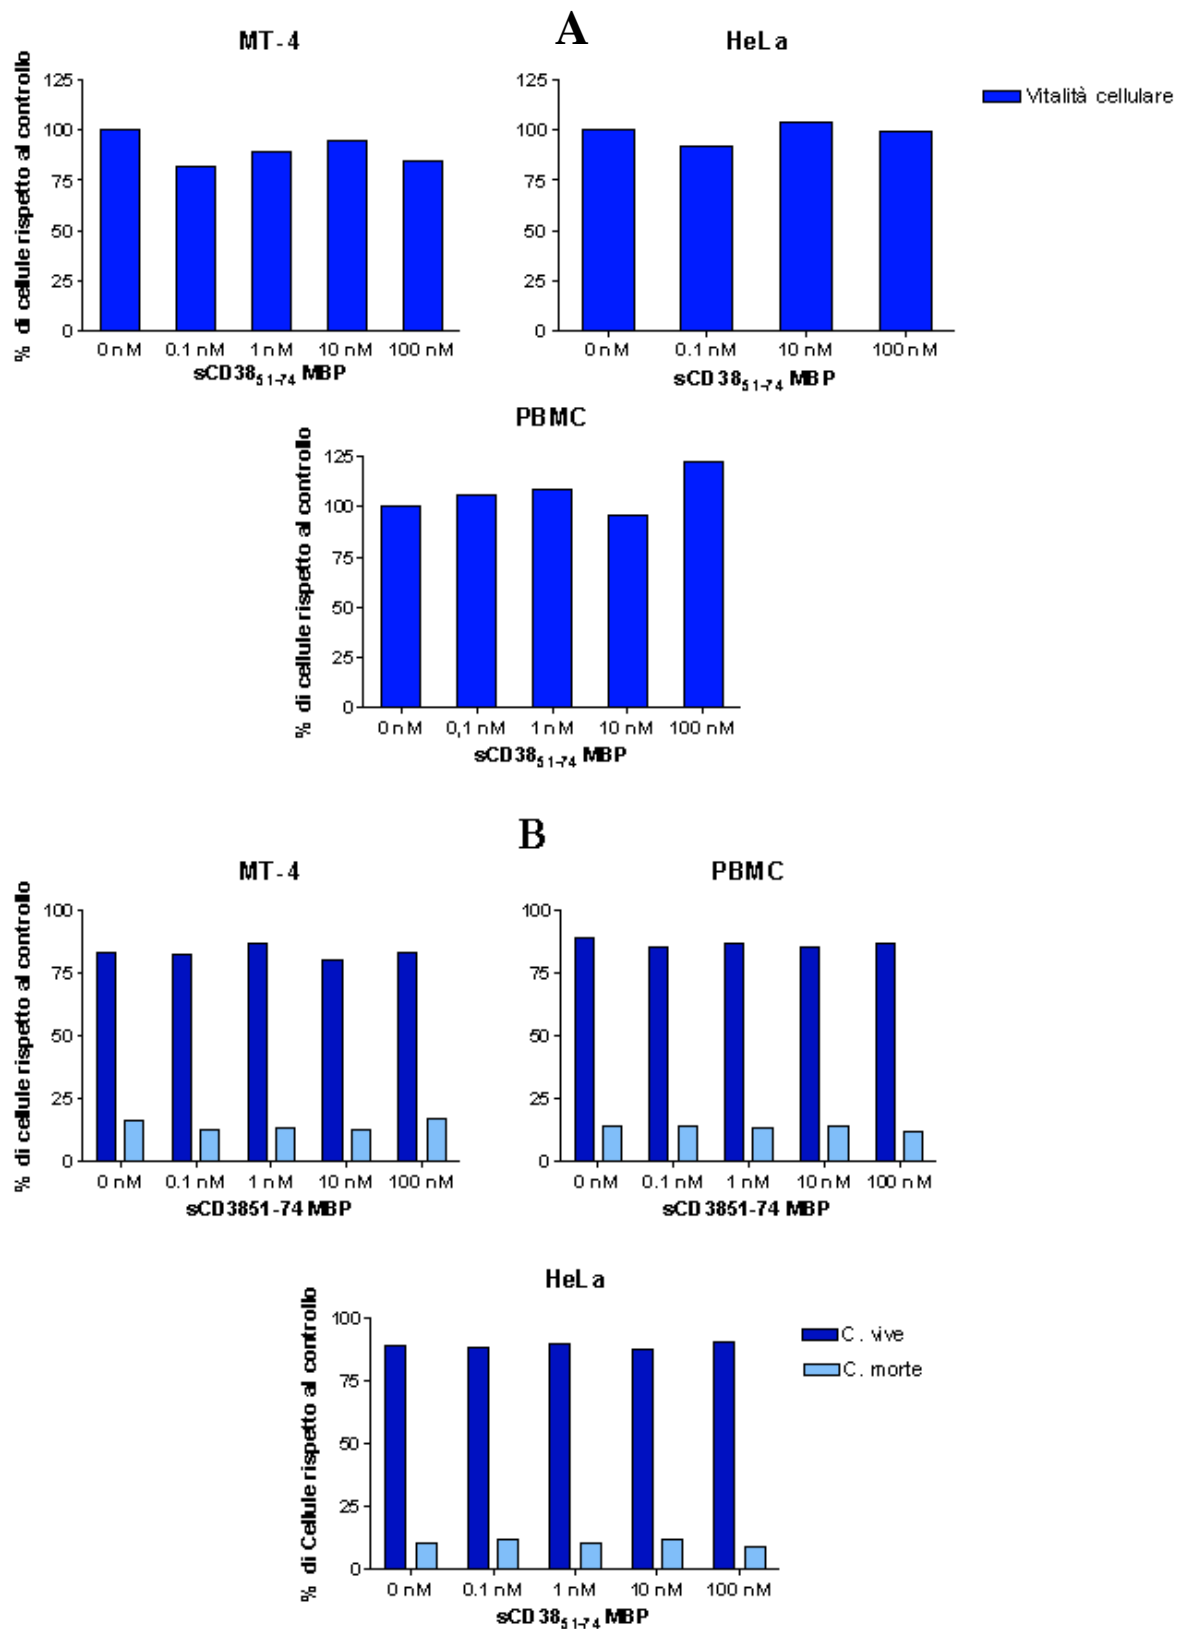 A
MT-4
% di cellule rispetto al controllo
125
100
75
50
25
0
0 nM 0.1 nM 1 nM 10 nM 100 nM
sCD38₅₁₋₇₄ MBP
HeLa
125
100
75
50
25
0
0 nM 0.1 nM 10 nM 100 nM
sCD38₅₁₋₇₄ MBP
Vitalità cellulare
PBMC
% di cellule rispetto al controllo
125
100
75
50
25
0
0 nM 0,1 nM 1 nM 10 nM 100 nM
sCD38₅₁₋₇₄ MBP
B
MT-4
% di cellule rispetto al controllo
100
75
50
25
0
0 nM 0.1 nM 1 nM 10 nM 100 nM
sCD3851-74 MBP
PBMC
100
75
50
25
0
0 nM 0.1 nM 1 nM 10 nM 100 nM
sCD3851-74 MBP
HeLa
% di Cellule rispetto al controllo
100
75
50
25
0
0 nM 0.1 nM 1 nM 10 nM 100 nM
sCD38₅₁₋₇₄ MBP
C. vive
C. morte